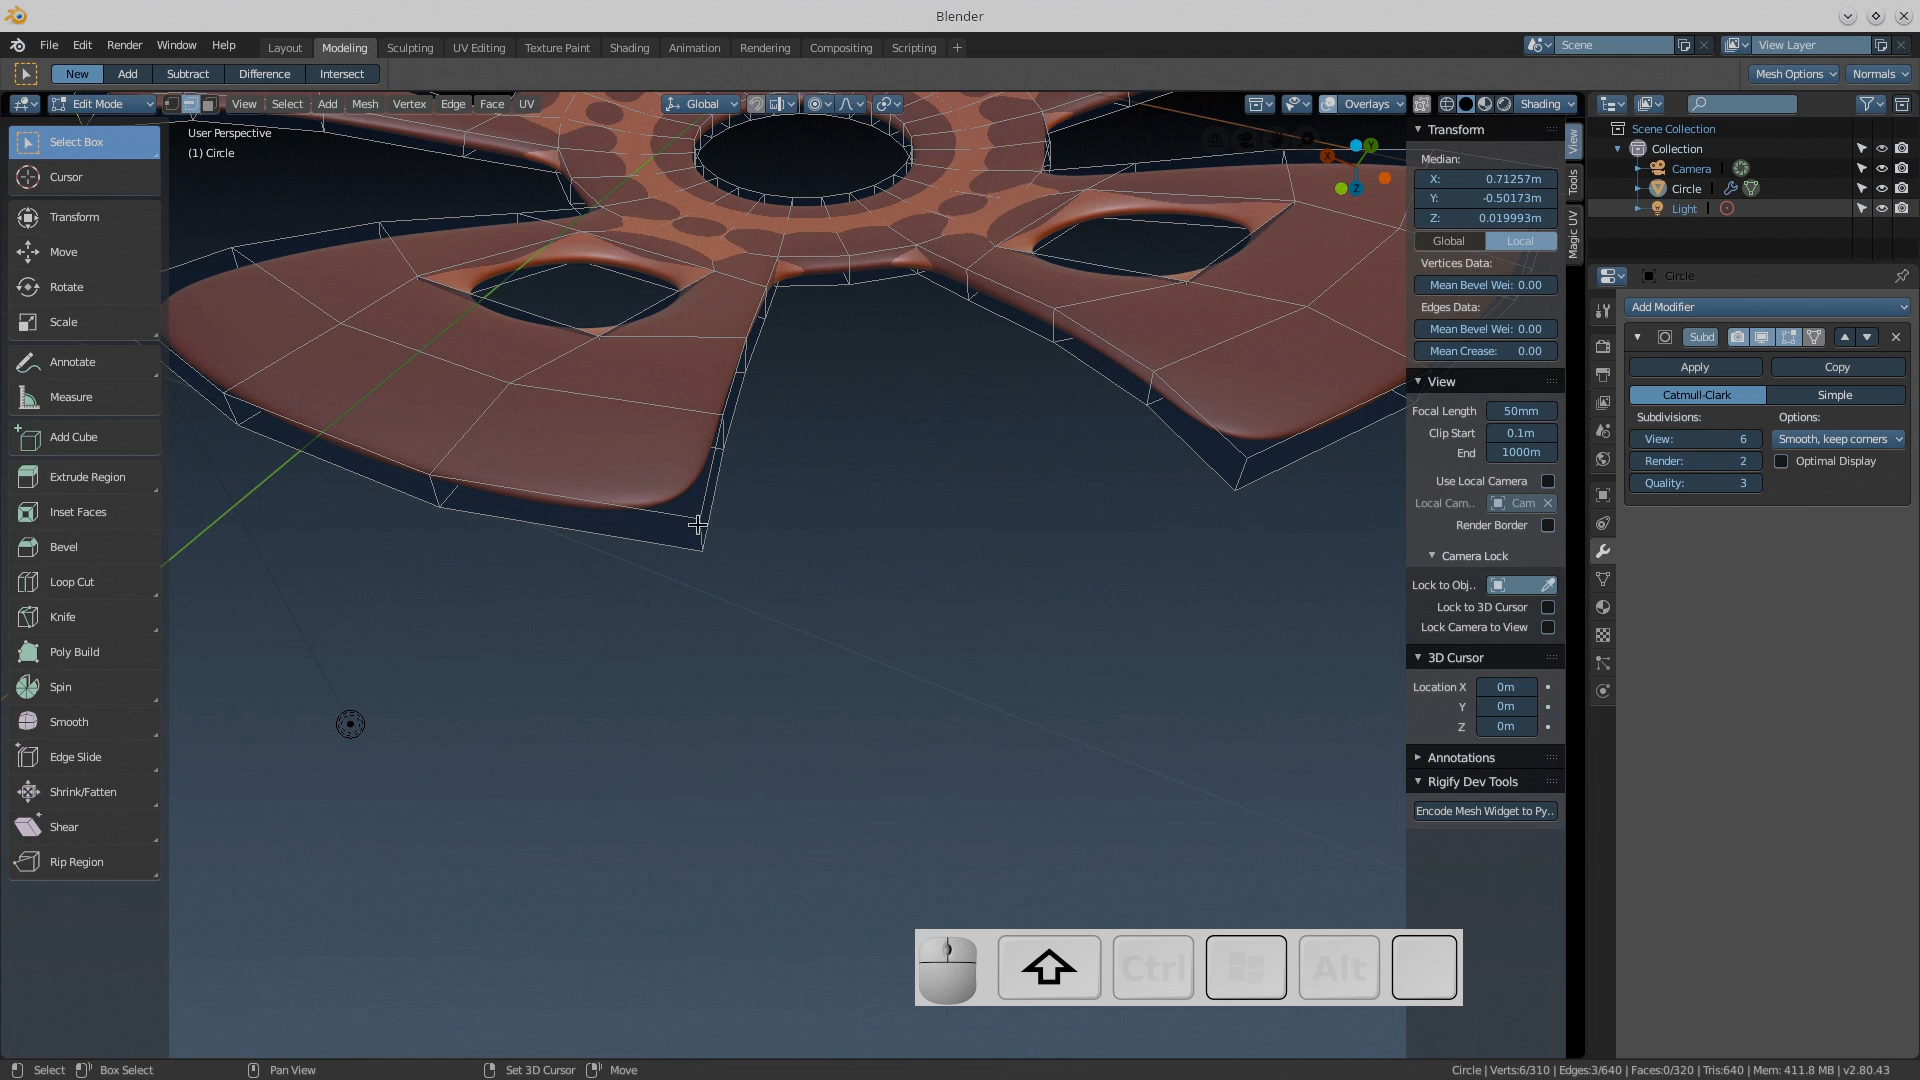 Blender
File Edit Render Window Help
Layout Modeling Sculpting UV Editing Texture Paint Shading Animation Rendering Compositing Scripting +
Scene
View Layer
New Add Subtract Difference Intersect
Mesh Options Normals
Edit Mode View Select Add Mesh Vertex Edge Face UV
Global
Overlays Shading
User Perspective
(1) Circle
Select Box
Cursor
Transform
Move
Rotate
Scale
Annotate
Measure
Add Cube
Extrude Region
Inset Faces
Bevel
Loop Cut
Knife
Poly Build
Spin
Smooth
Edge Slide
Shrink/Fatten
Shear
Rip Region
X
Y
Z
Transform
Median:
X: 0.71257m
Y: -0.50173m
Z: 0.019993m
Global Local
Vertices Data:
Mean Bevel Wei: 0.00
Edges Data:
Mean Bevel Wei: 0.00
Mean Crease: 0.00
View
Focal Length 50mm
Clip Start 0.1m
End 1000m
Use Local Camera
Local Cam.. Cam
Render Border
Camera Lock
Lock to Obj..
Lock to 3D Cursor
Lock Camera to View
3D Cursor
Location X 0m
Y 0m
Z 0m
Annotations
Rigify Dev Tools
Encode Mesh Widget to Py..
View
Tools
Magic UV
Scene Collection
Collection
Camera
Circle
Light
Circle
Add Modifier
Subd
Apply Copy
Catmull-Clark Simple
Subdivisions: Options:
View: 6 Smooth, keep corners
Render: 2 Optimal Display
Quality: 3
Ctrl Alt
Select Box Select Pan View Set 3D Cursor Move
Circle | Verts:6/310 | Edges:3/640 | Faces:0/320 | Tris:640 | Mem: 411.8 MB | v2.80.43